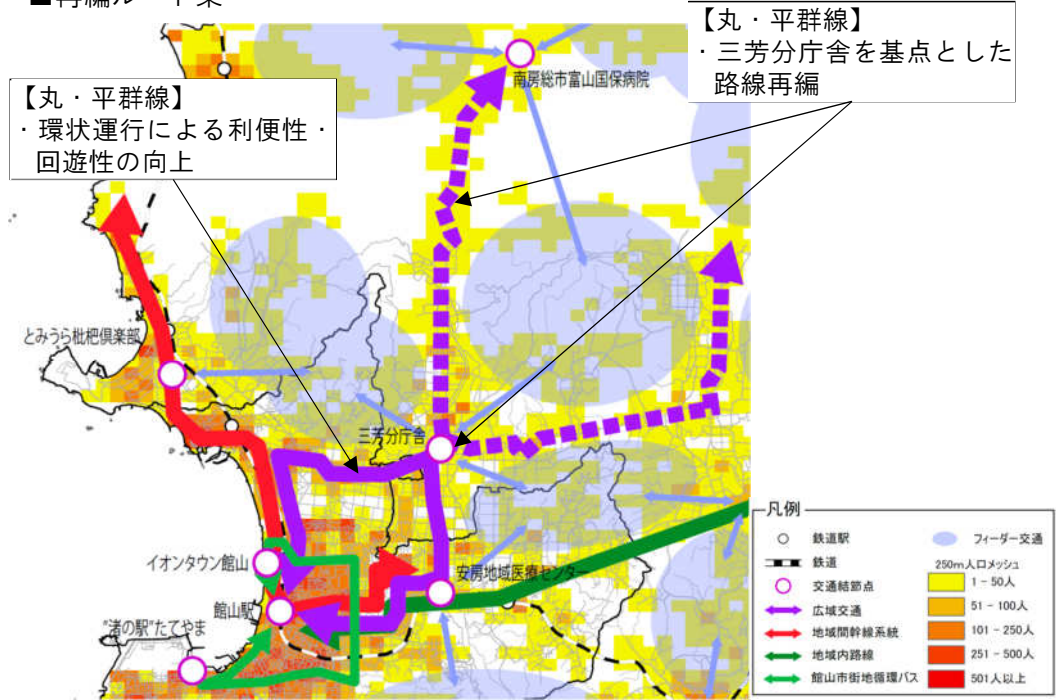 ■再編ルート案
【丸・平群線】
・三芳分庁舎を基点とした
路線再編
【丸・平群線】
・環状運行による利便性・
回遊性の向上
南房総市富山国保病院
とみうら枇杷倶楽部
三芳分庁舎
イオンタウン館山
安房地域医療センター
館山駅
"渚の駅"たてやま
凡例
鉄道駅
鉄道
交通結節点
広域交通
地域間幹線系統
地域内路線
館山市街地循環バス
フィーダー交通
250m人口メッシュ
1 - 50人
51 - 100人
101 - 250人
251 - 500人
501人以上